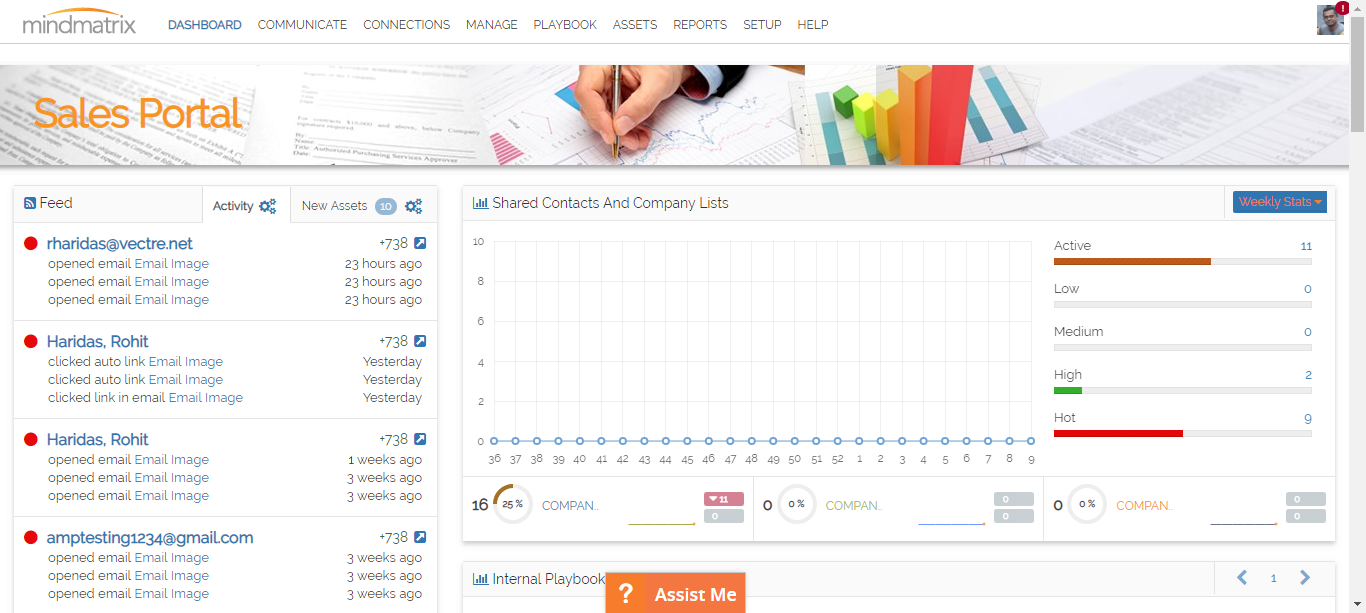 mindmatrix
DASHBOARD COMMUNICATE CONNECTIONS MANAGE PLAYBOOK ASSETS REPORTS SETUP HELP
!
Sales Portal
Feed
Activity
New Assets 10
rharidas@vectre.net +738
opened email Email Image 23 hours ago
opened email Email Image 23 hours ago
opened email Email Image 23 hours ago
Haridas, Rohit +738
clicked auto link Email Image Yesterday
clicked auto link Email Image Yesterday
clicked link in email Email Image Yesterday
Haridas, Rohit +738
opened email Email Image 1 weeks ago
opened email Email Image 3 weeks ago
opened email Email Image 3 weeks ago
amptesting1234@gmail.com +738
opened email Email Image 3 weeks ago
opened email Email Image 3 weeks ago
opened email Email Image 3 weeks ago
Shared Contacts And Company Lists
Weekly Stats
10
8
6
4
2
0
36 37 38 39 40 41 42 43 44 45 46 47 48 49 50 51 52 1 2 3 4 5 6 7 8 9
Active 11
Low 0
Medium 0
High 2
Hot 9
16 25 % COMPAN.. 11 0
0 0 % COMPAN.. 0 0
0 0 % COMPAN.. 0 0
Internal Playbook
1
? Assist Me